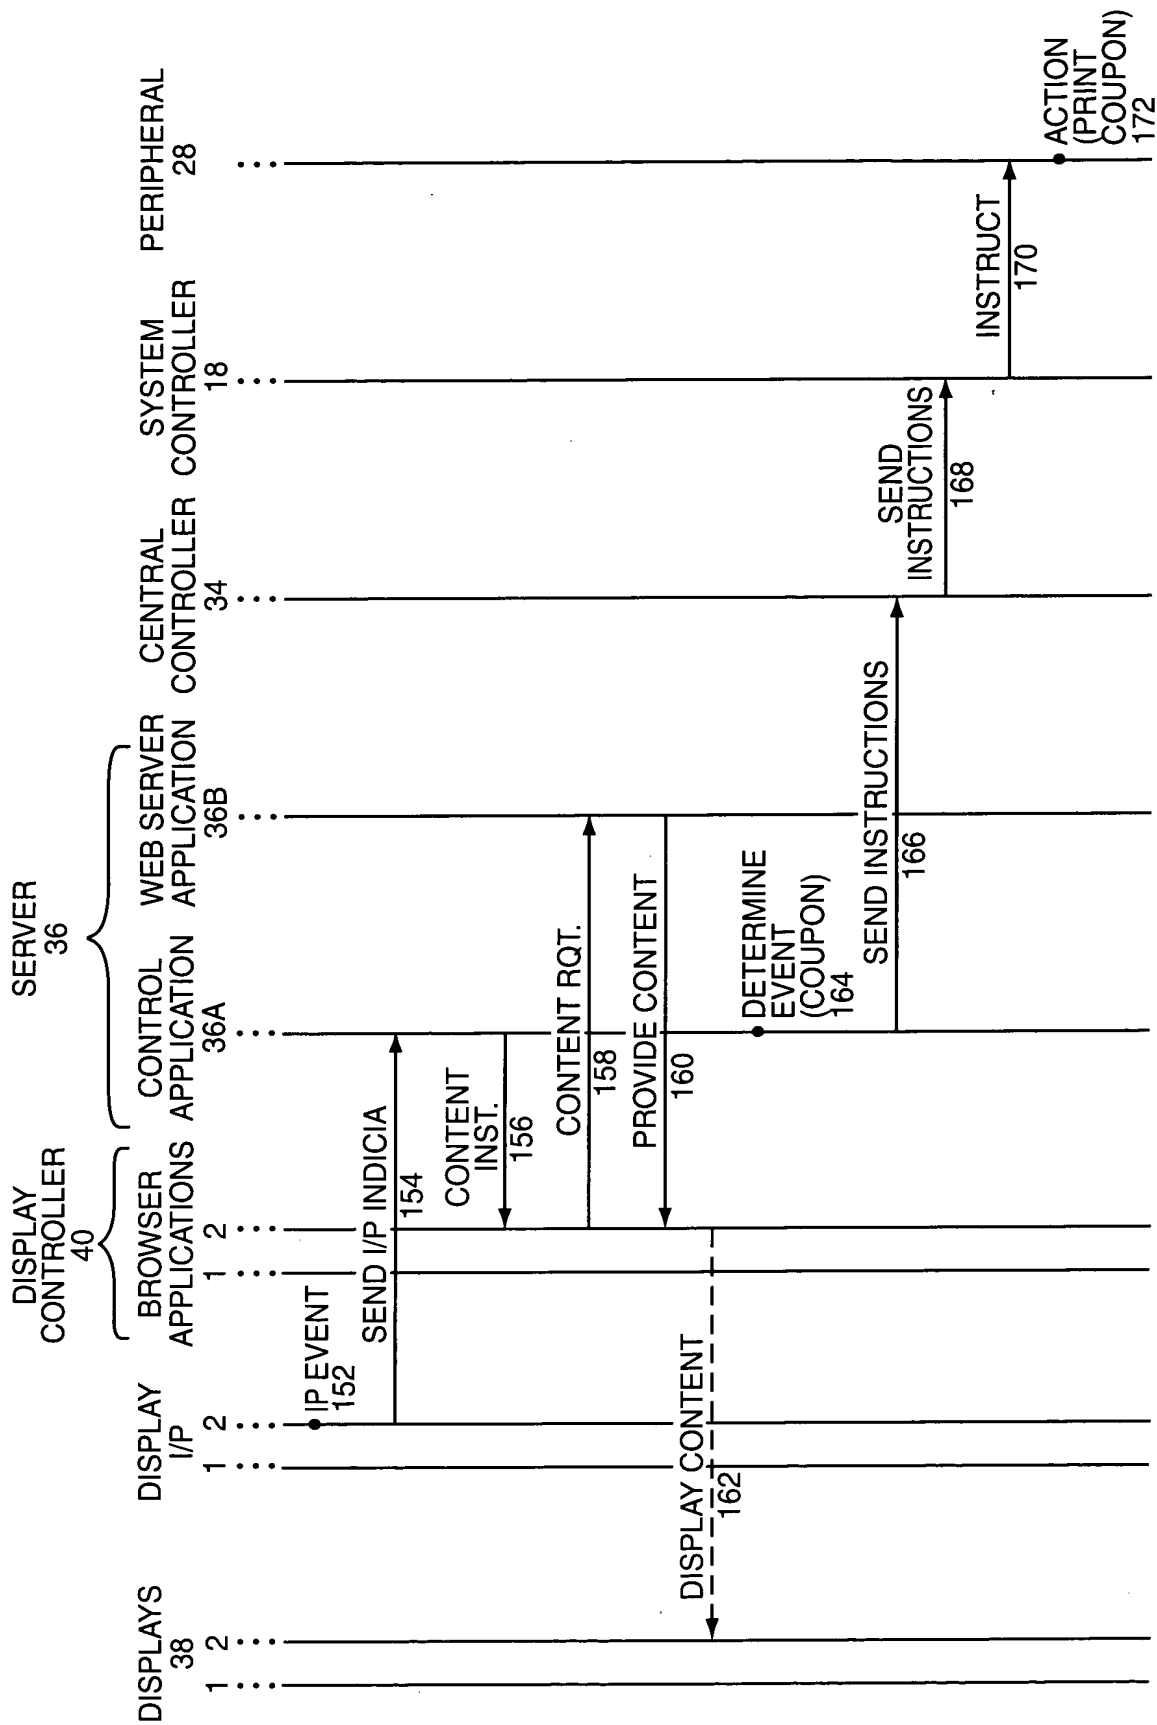 DISPLAYS
38
1
2
DISPLAY
I/P
1
2
DISPLAY
CONTROLLER
40
BROWSER
APPLICATIONS
1
2
SERVER
36
CONTROL
APPLICATION
36A
WEB SERVER
APPLICATION
36B
CENTRAL
CONTROLLER
34
SYSTEM
CONTROLLER
18
PERIPHERAL
28
IP EVENT
152
SEND I/P INDICIA
154
CONTENT
INST.
156
CONTENT RQT.
158
PROVIDE CONTENT
160
DISPLAY CONTENT
162
DETERMINE
EVENT
(COUPON)
164
SEND INSTRUCTIONS
166
SEND
INSTRUCTIONS
168
INSTRUCT
170
ACTION
(PRINT
COUPON)
172